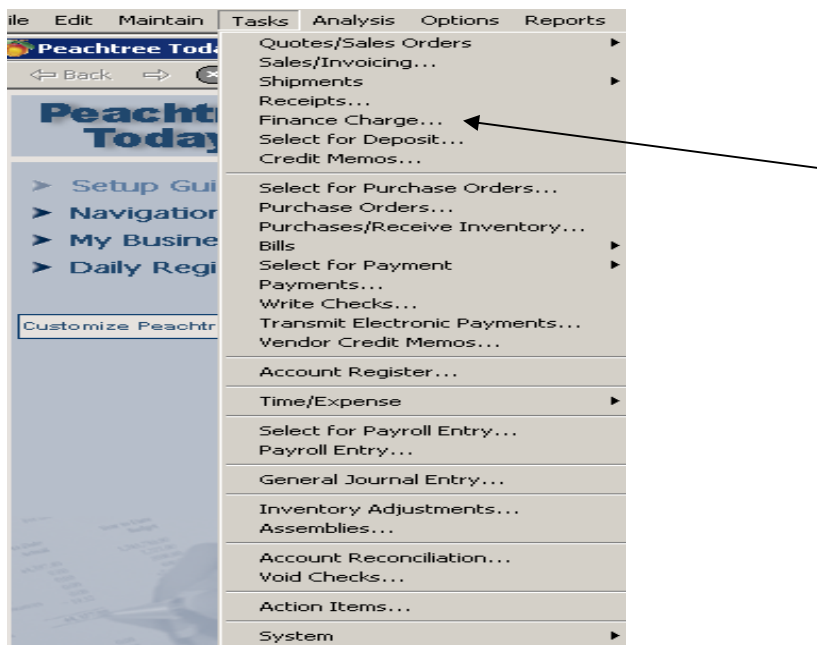 ile Edit Maintain Tasks Analysis Options Reports
Peachtree Toda
Back
Peacht
Today
Setup Gui
Navigation
My Busine
Daily Regi
Customize Peachtr
Quotes/Sales Orders
Sales/Invoicing...
Shipments
Receipts...
Finance Charge...
Select for Deposit...
Credit Memos...
Select for Purchase Orders...
Purchase Orders...
Purchases/Receive Inventory...
Bills
Select for Payment
Payments...
Write Checks...
Transmit Electronic Payments...
Vendor Credit Memos...
Account Register...
Time/Expense
Select for Payroll Entry...
Payroll Entry...
General Journal Entry...
Inventory Adjustments...
Assemblies...
Account Reconciliation...
Void Checks...
Action Items...
System